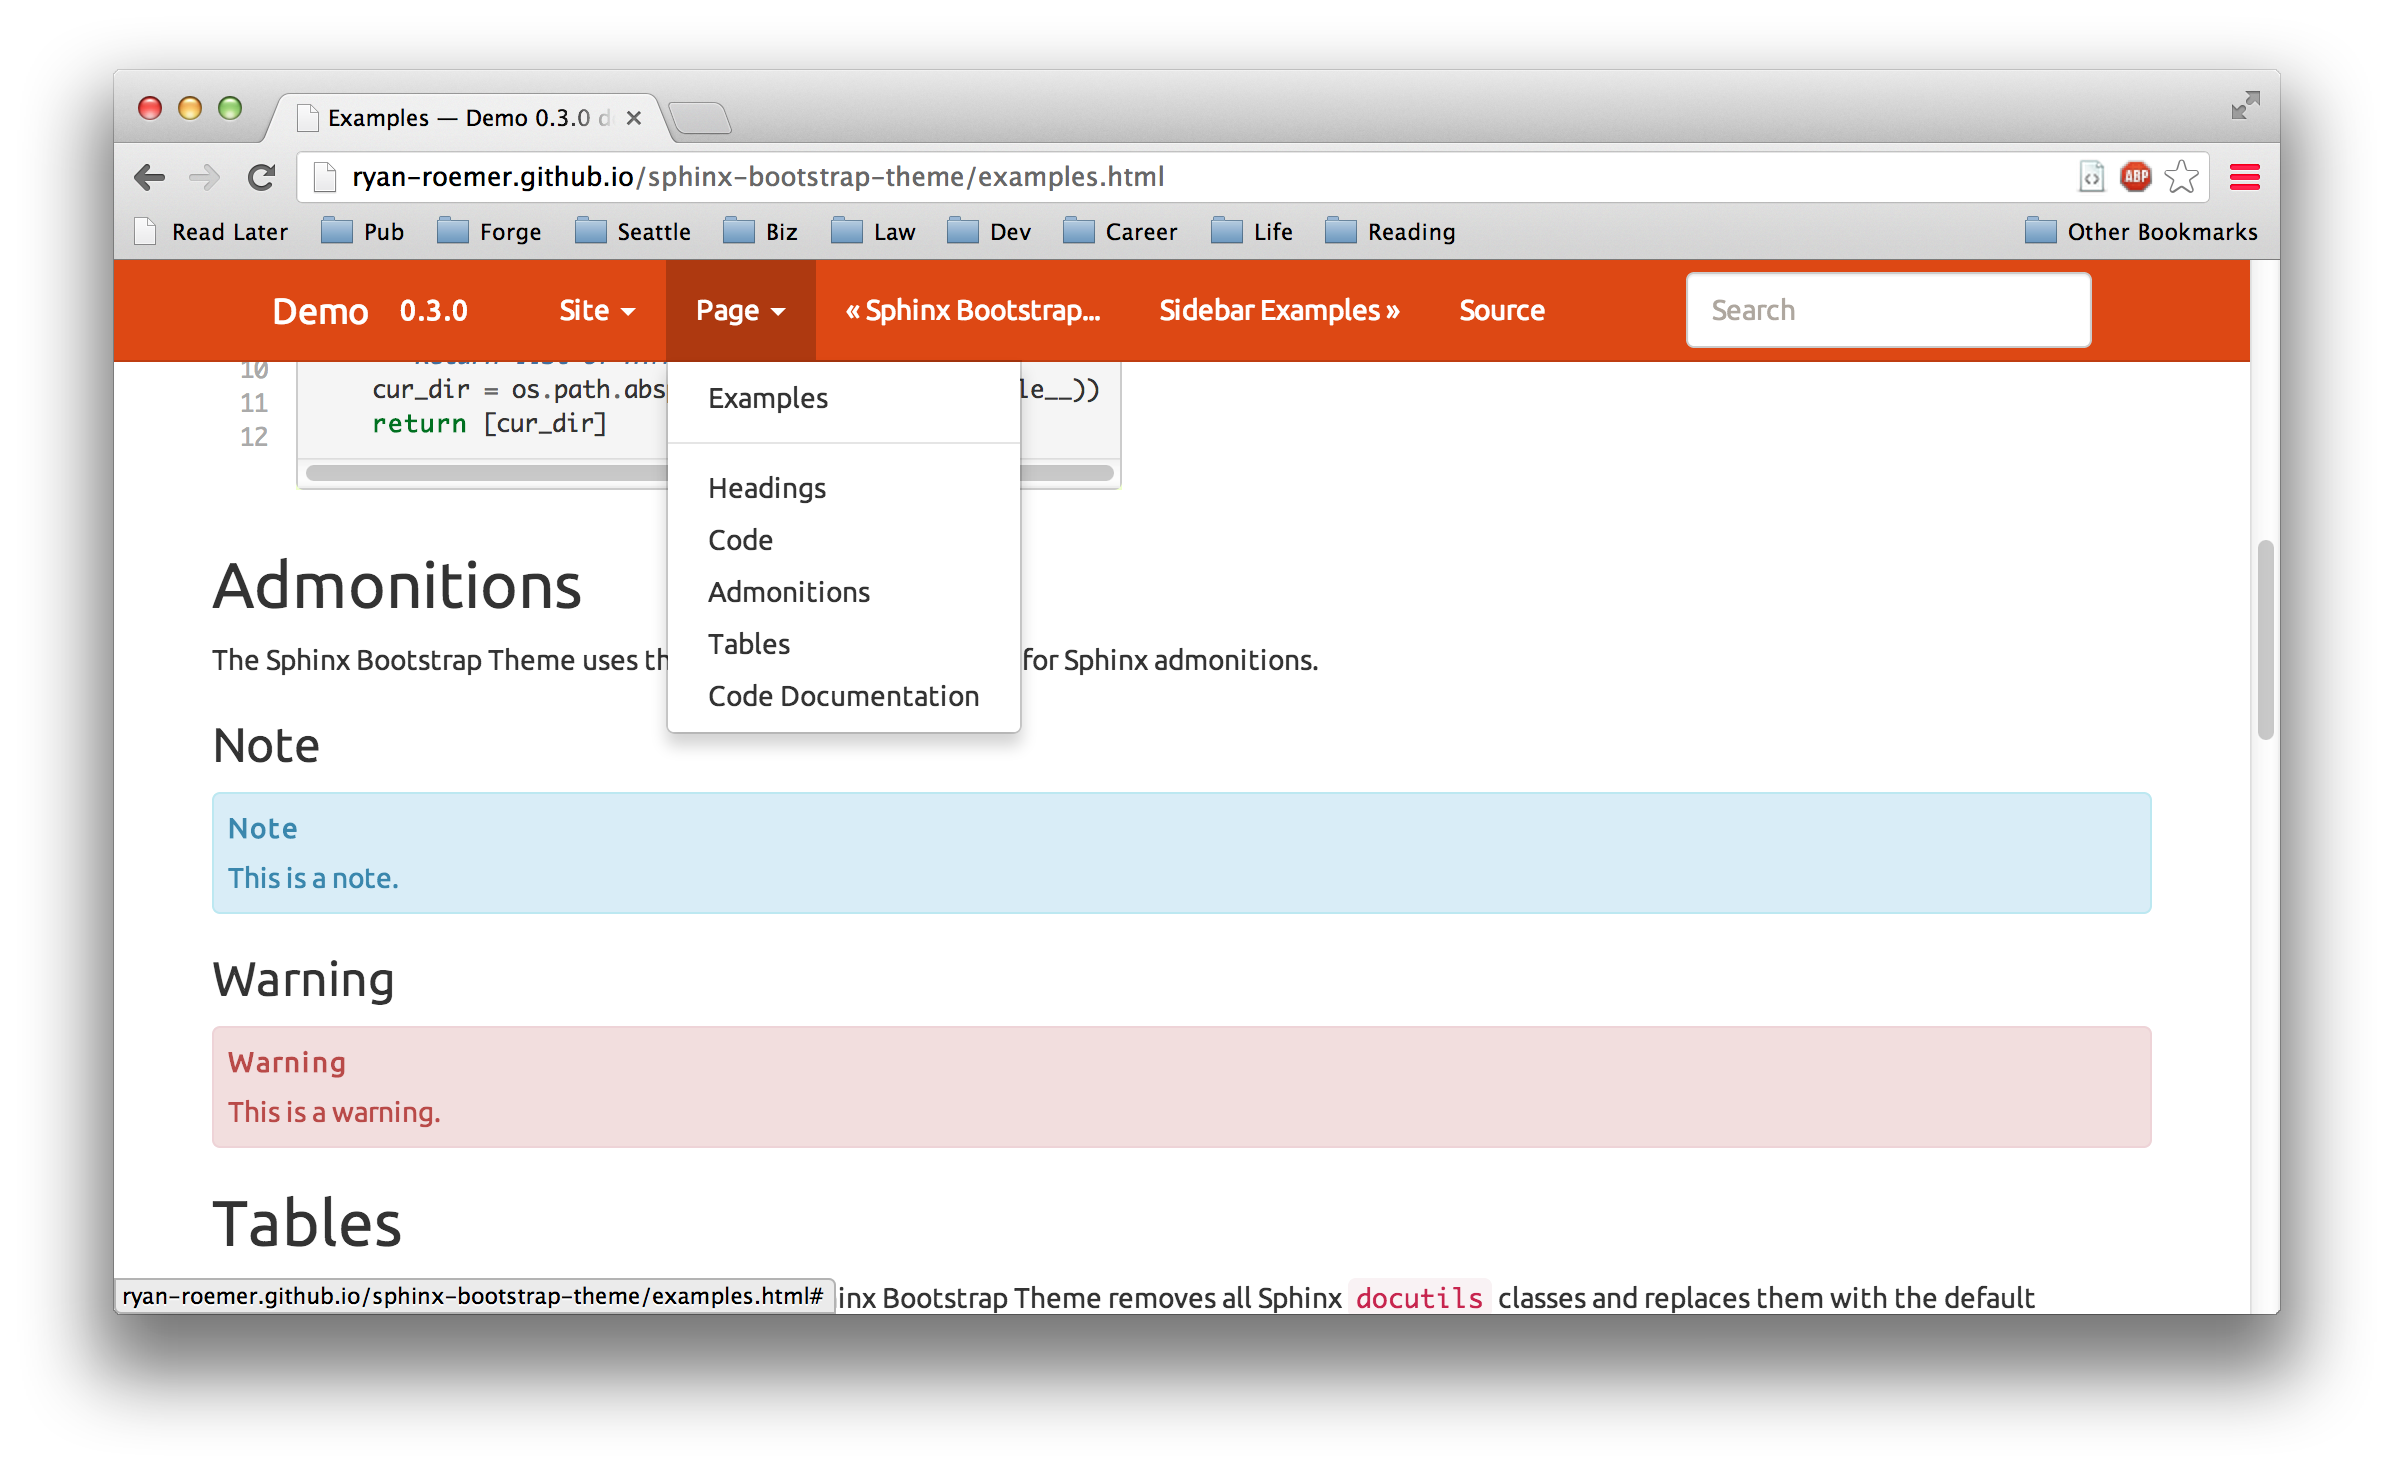 Examples — Demo 0.3.0 d
ryan-roemer.github.io/sphinx-bootstrap-theme/examples.html
ABP
Read Later Pub Forge Seattle Biz Law Dev Career Life Reading Other Bookmarks
Demo 0.3.0 Site Page « Sphinx Bootstrap... Sidebar Examples » Source Search
10
11 cur_dir = os.path.abs le__))
12 return [cur_dir]
Examples
Headings
Code
Admonitions
Tables
Code Documentation
Admonitions
The Sphinx Bootstrap Theme uses th for Sphinx admonitions.
Note
Note
This is a note.
Warning
Warning
This is a warning.
Tables
ryan-roemer.github.io/sphinx-bootstrap-theme/examples.html# inx Bootstrap Theme removes all Sphinx docutils classes and replaces them with the default